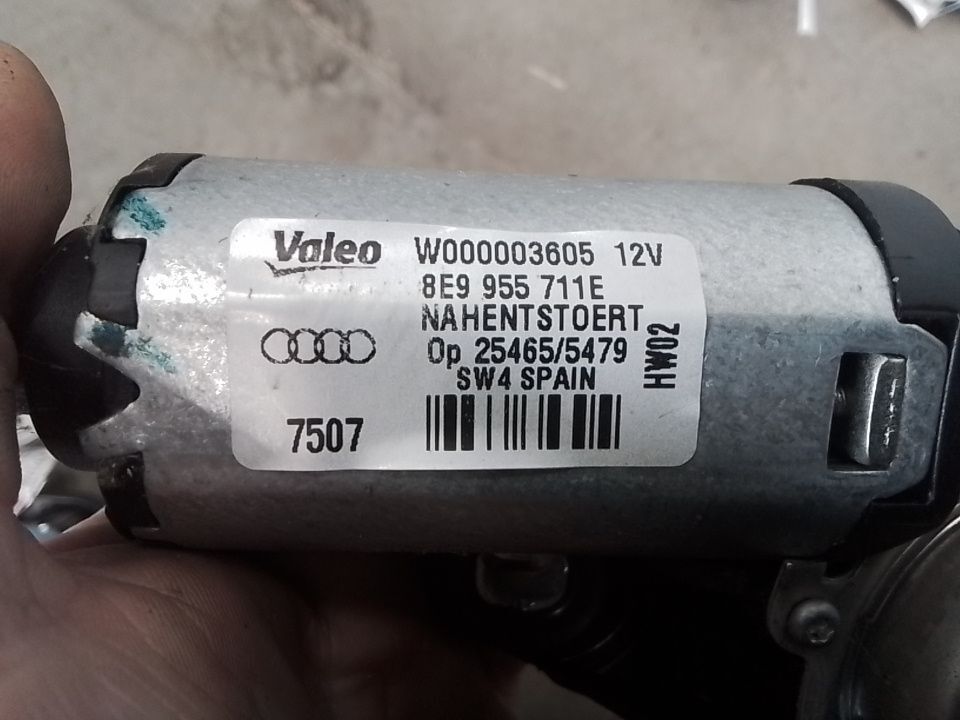 Valeo W000003605 12V
8E9 955 711E
NAHENTSTOERT
Op 25465/5479
SW4 SPAIN
HW02
7507